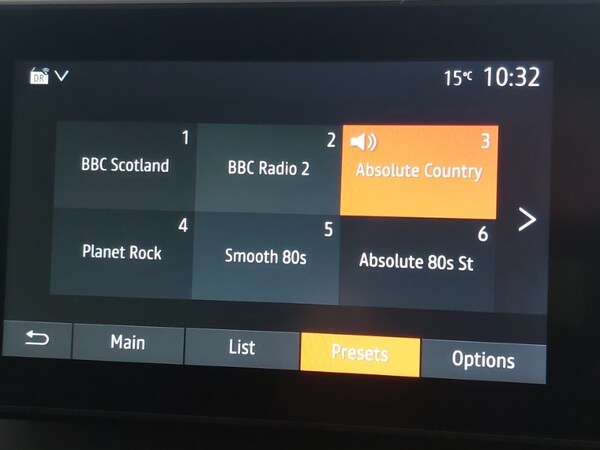 DR
15°C 10:32
1
BBC Scotland
2
BBC Radio 2
3
Absolute Country
4
Planet Rock
5
Smooth 80s
6
Absolute 80s St
Main
List
Presets
Options